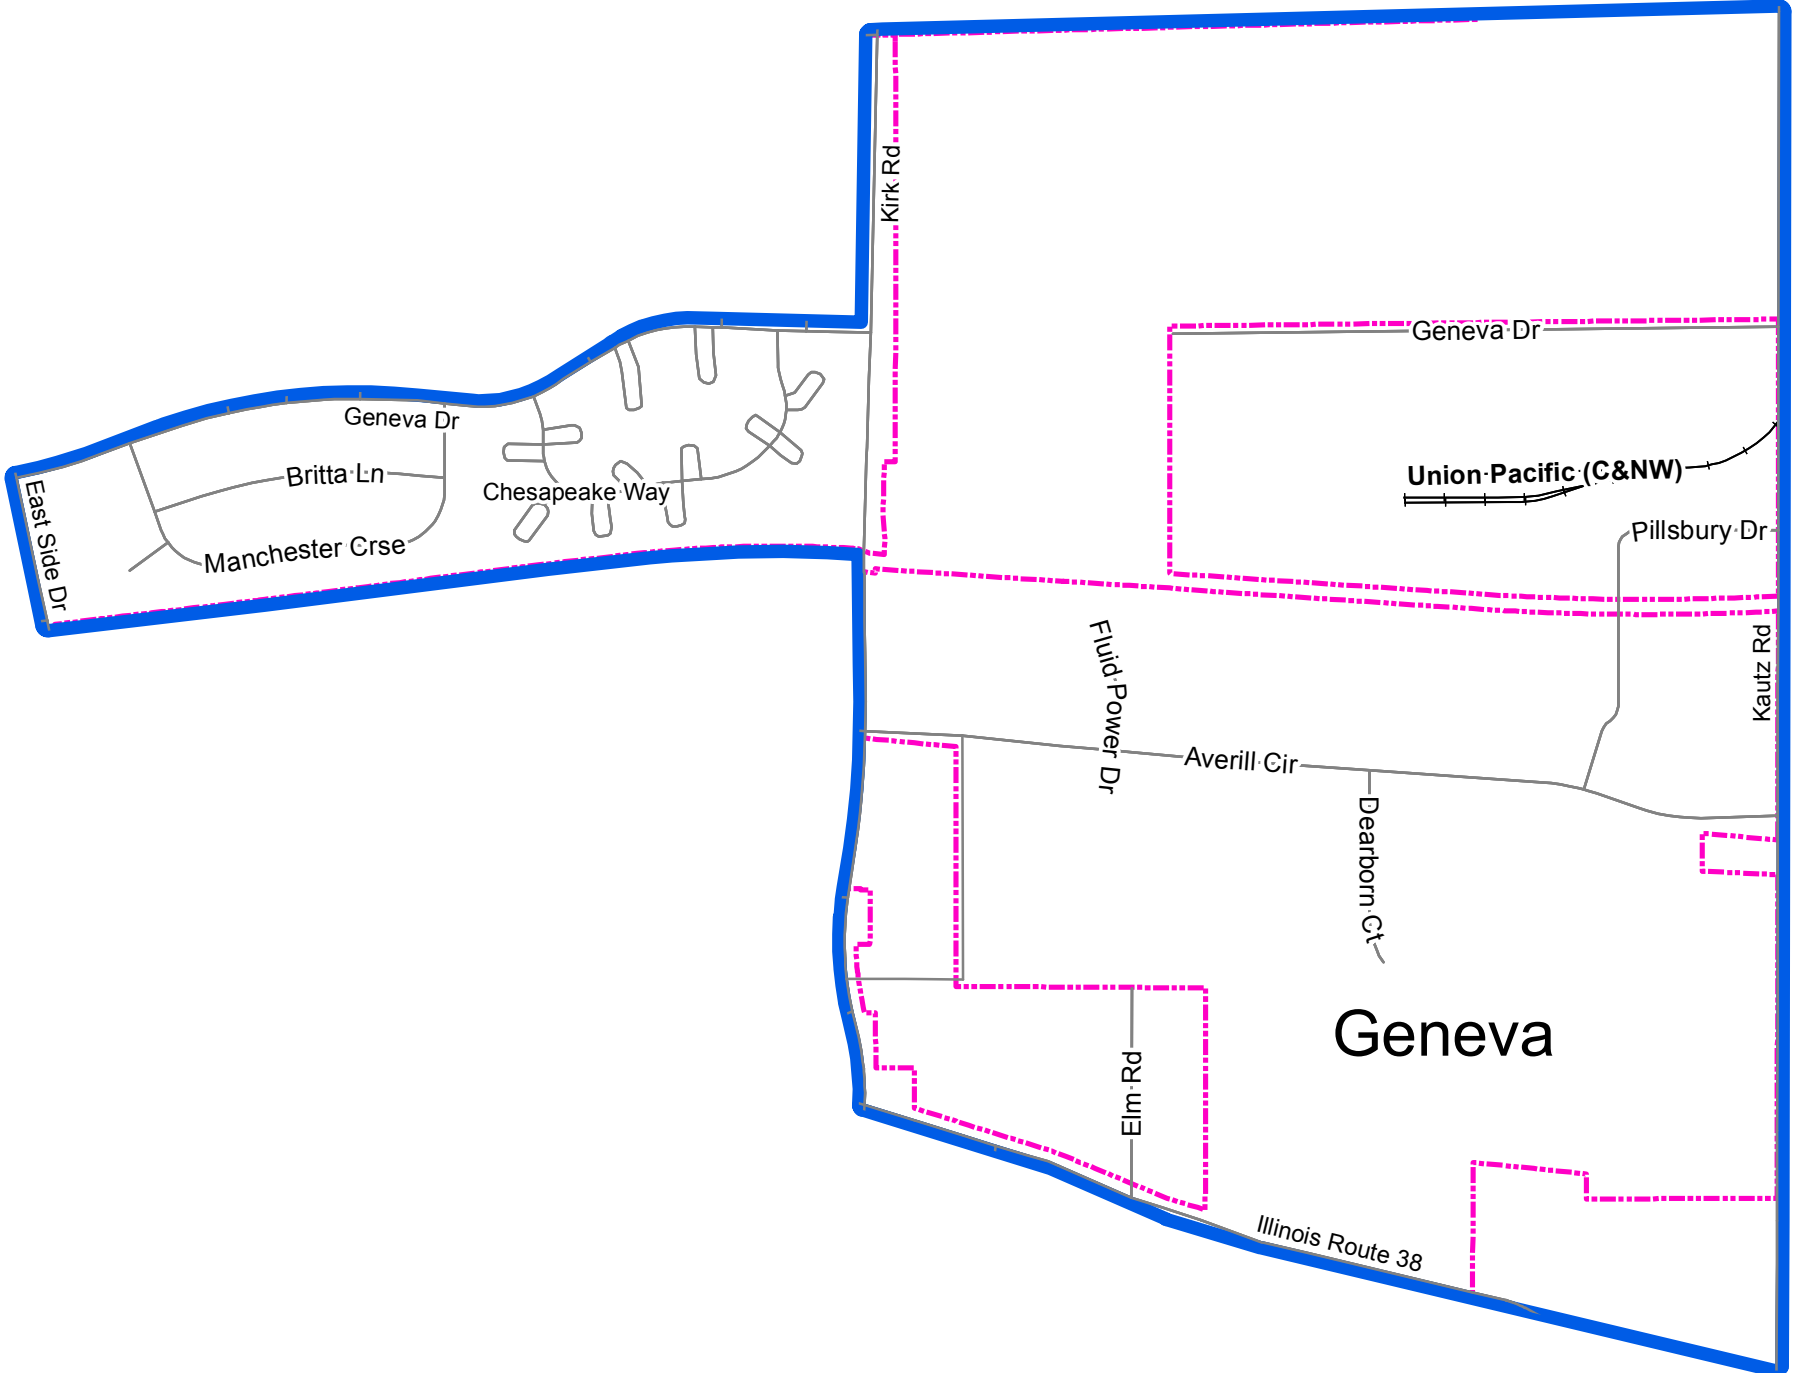 Kirk Rd
Geneva Dr
Geneva Dr
Britta Ln
Union Pacific (C&NW)
Chesapeake Way
East Side Dr
Manchester Crse
Pillsbury Dr
Kautz Rd
Fluid Power Dr
Averill Cir
Dearborn Ct
Geneva
Elm Rd
Illinois Route 38